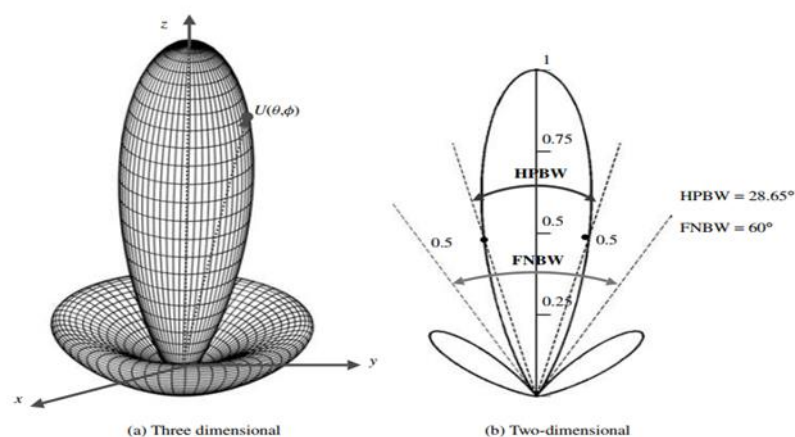 z
U(θ,ϕ)
y
x
(a) Three dimensional
1
0.75
HPBW
HPBW = 28.65°
0.5
0.5
0.5
FNBW = 60°
FNBW
0.25
(b) Two-dimensional